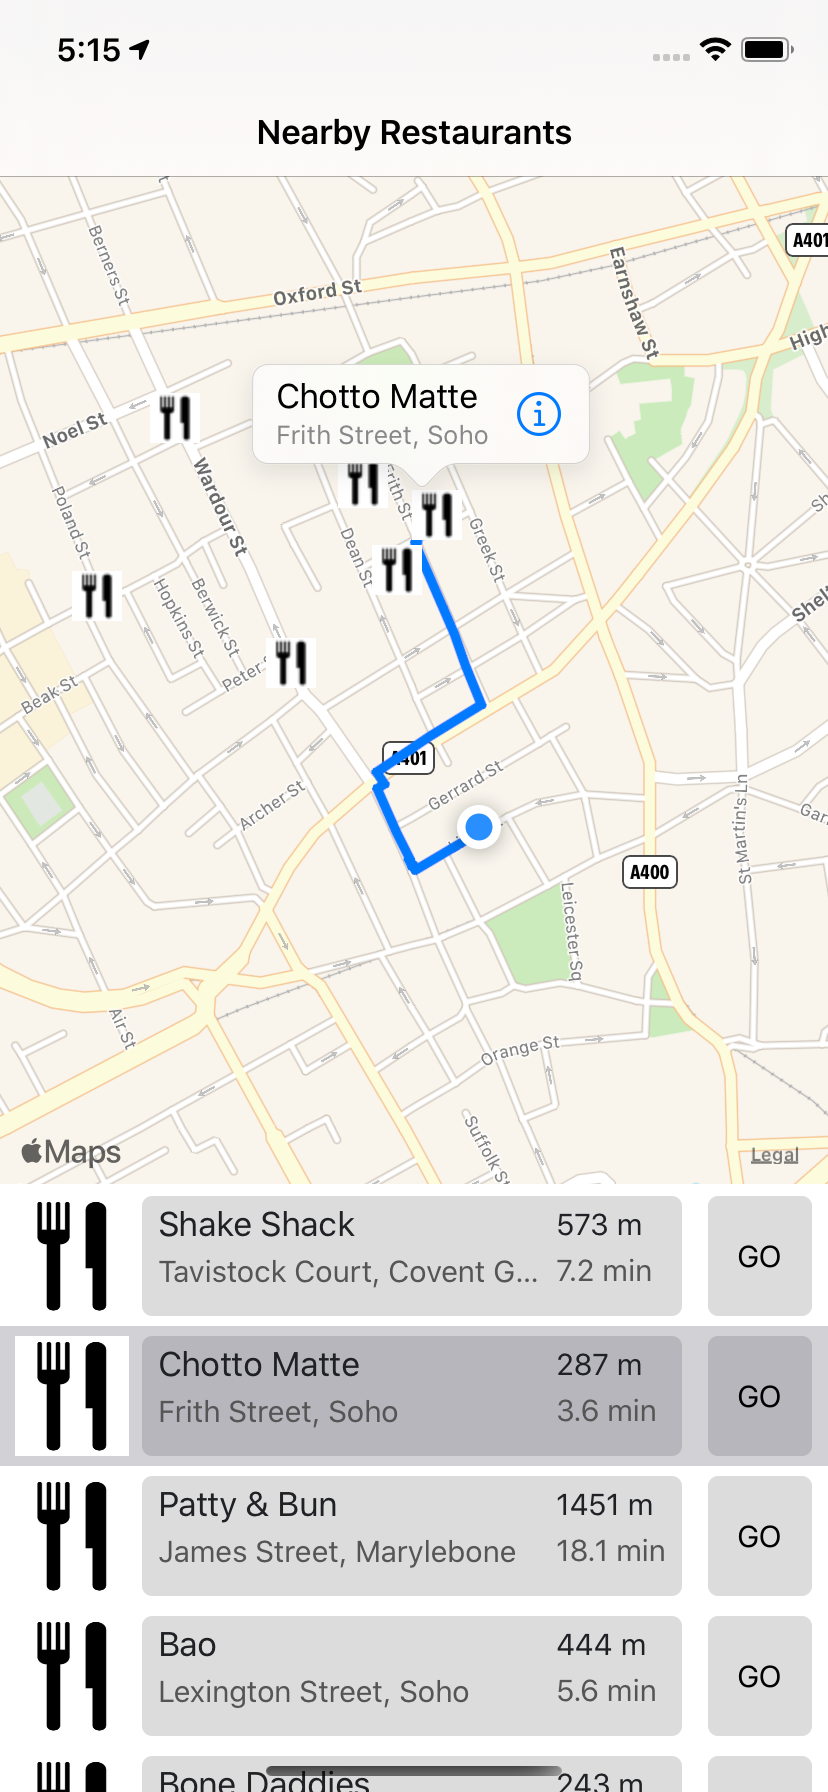 5:15
Nearby Restaurants
A401
Berners St
Earnshaw St
Oxford St
High
Chotto Matte
Frith Street, Soho
Noel St
Wardour St
Poland St
Frith St
Dean St
Greek St
Hopkins St
Berwick St
Peter
Beak St
Shell
Sh
A401
Gerrard St
Archer St
St Martin's Ln
Gar
A400
Leicester Sq
Air St
Orange St
Suffolk St
Maps
Legal
Shake Shack 573 m
Tavistock Court, Covent G... 7.2 min
GO
Chotto Matte 287 m
Frith Street, Soho 3.6 min
GO
Patty & Bun 1451 m
James Street, Marylebone 18.1 min
GO
Bao 444 m
Lexington Street, Soho 5.6 min
GO
Bone Daddies 243 m